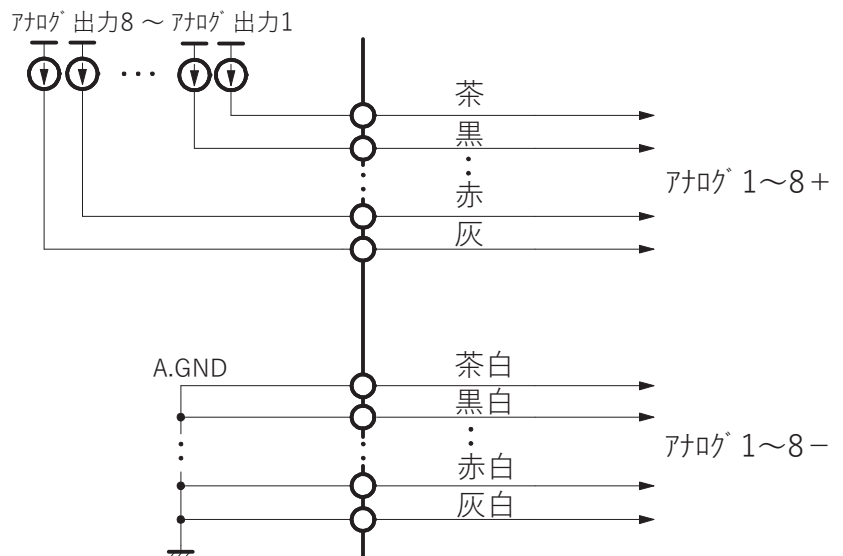 ｱﾅﾛｸﾞ出力8 ～ ｱﾅﾛｸﾞ出力1
茶
黒
赤
灰
ｱﾅﾛｸﾞ 1～8＋
A.GND
茶白
黒白
赤白
灰白
ｱﾅﾛｸﾞ 1～8－